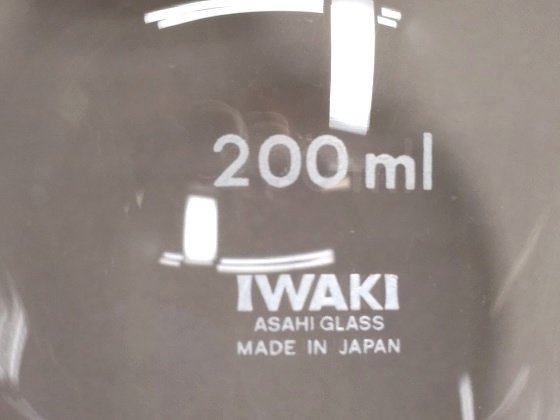 200 ml
IWAKI
ASAHI GLASS
MADE IN JAPAN